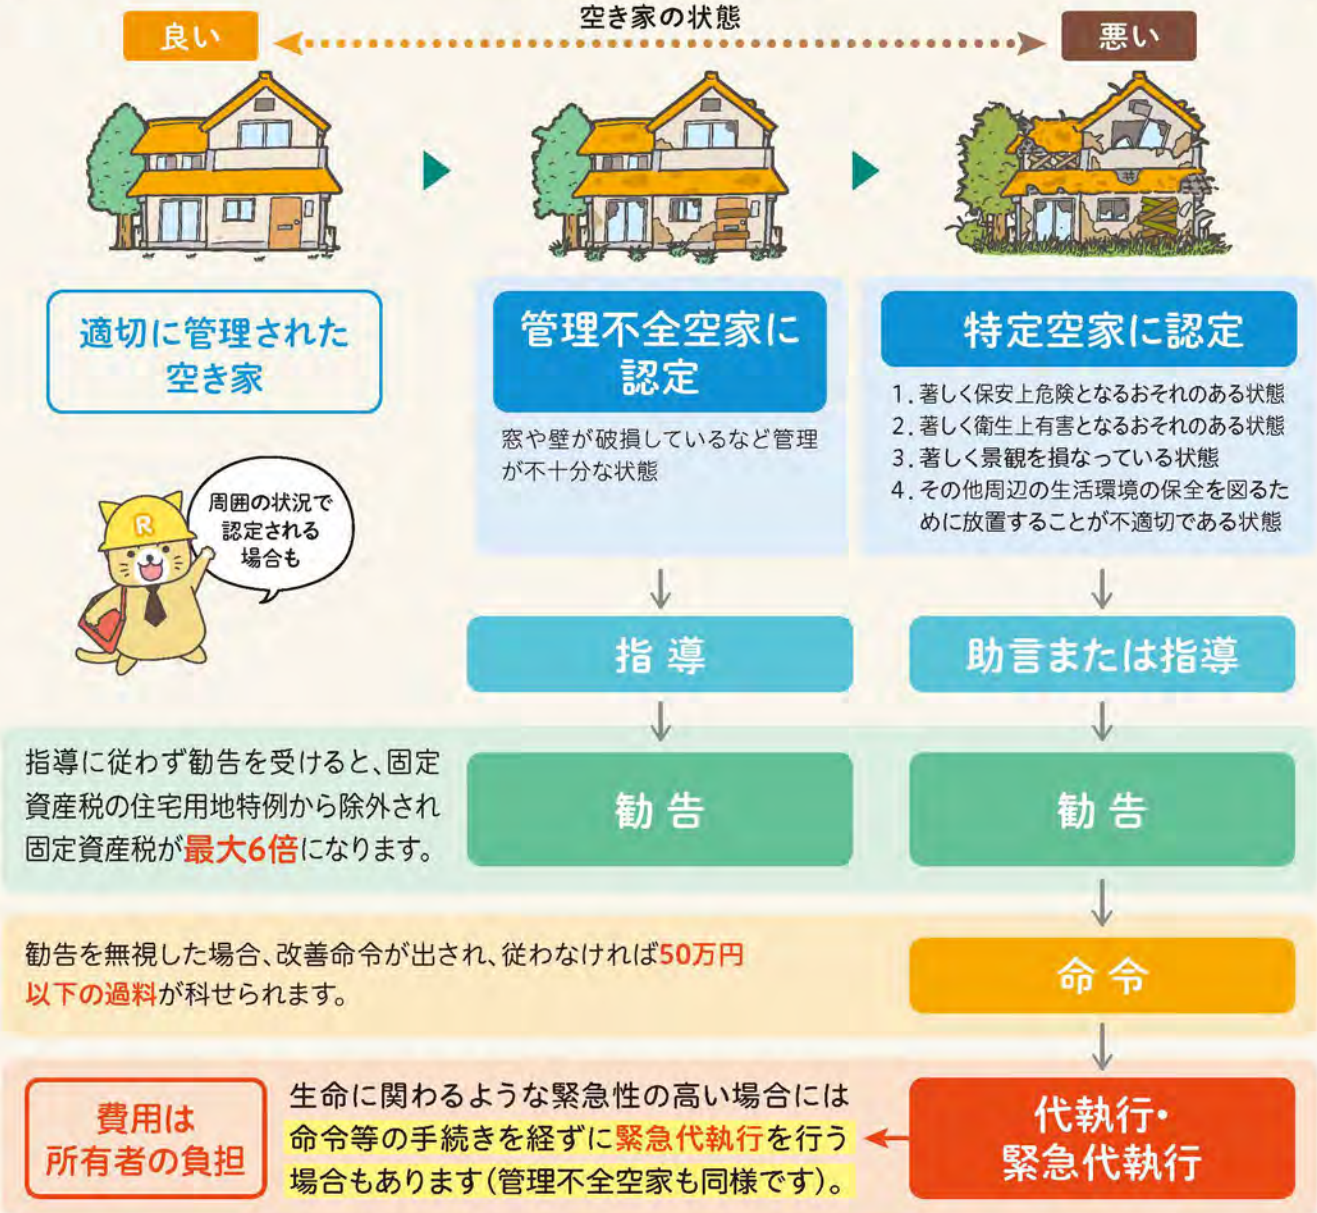 空き家の状態
良い
悪い
適切に管理された
空き家
管理不全空家に
認定
窓や壁が破損しているなど管理
が不十分な状態
特定空家に認定
1. 著しく保安上危険となるおそれのある状態
2. 著しく衛生上有害となるおそれのある状態
3. 著しく景観を損なっている状態
4. その他周辺の生活環境の保全を図るた
めに放置することが不適切である状態
R
周囲の状況で
認定される
場合も
指導
助言または指導
指導に従わず勧告を受けると、固定
資産税の住宅用地特例から除外され
固定資産税が最大6倍になります。
勧告
勧告
勧告を無視した場合、改善命令が出され、従わなければ50万円
以下の過料が科せられます。
命令
費用は
所有者の負担
生命に関わるような緊急性の高い場合には
命令等の手続きを経ずに緊急代執行を行う
場合もあります(管理不全空家も同様です)。
代執行・
緊急代執行